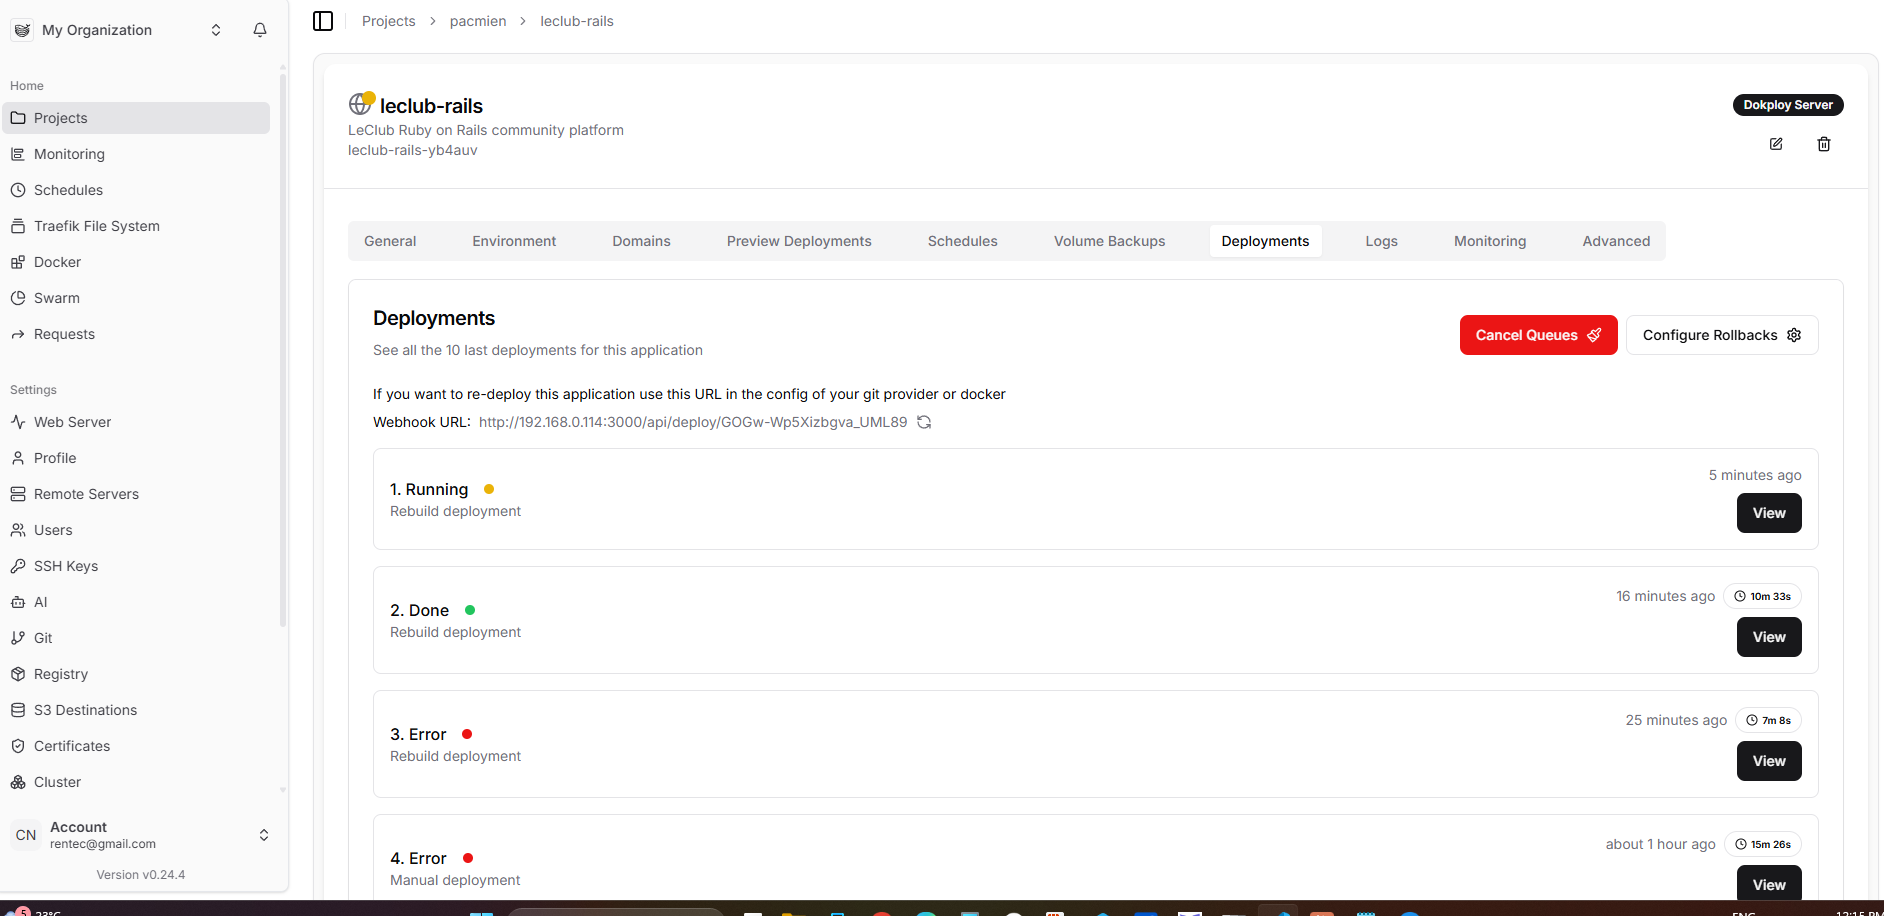 My Organization
Home
Projects
Monitoring
Schedules
Traefik File System
Docker
Swarm
Requests
Settings
Web Server
Profile
Remote Servers
Users
SSH Keys
AI
Git
Registry
S3 Destinations
Certificates
Cluster
CN
Account
rentec@gmail.com
Version v0.24.4
Projects > pacmien > leclub-rails
leclub-rails
LeClub Ruby on Rails community platform
leclub-rails-yb4auv
Dokploy Server
General Environment Domains Preview Deployments Schedules Volume Backups Deployments Logs Monitoring Advanced
Deployments
See all the 10 last deployments for this application
Cancel Queues
Configure Rollbacks
If you want to re-deploy this application use this URL in the config of your git provider or docker
Webhook URL: http://192.168.0.114:3000/api/deploy/GOGw-Wp5Xizbgva_UML89
1. Running
Rebuild deployment
5 minutes ago
View
2. Done
Rebuild deployment
16 minutes ago 10m 33s
View
3. Error
Rebuild deployment
25 minutes ago 7m 8s
View
4. Error
Manual deployment
about 1 hour ago 15m 26s
View
5
23°C
ENG
12:15 PM